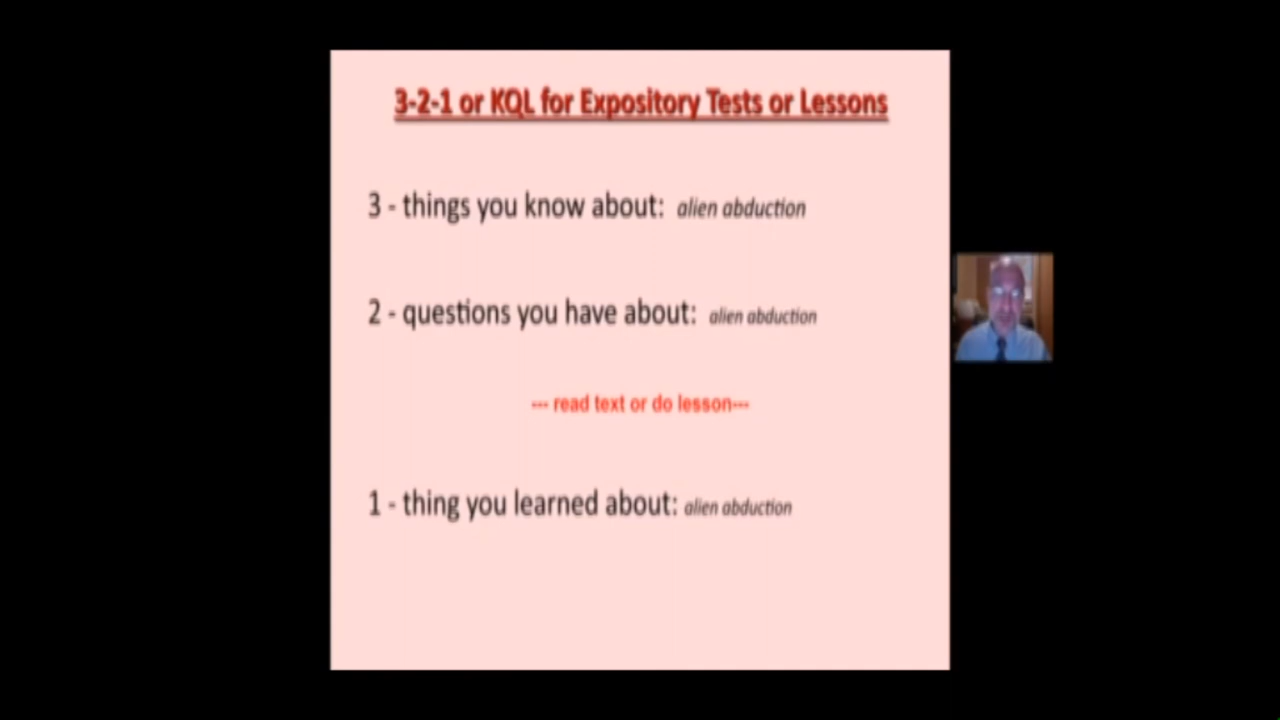 3-2-1 or KQL for Expository Tests or Lessons
3 - things you know about: alien abduction
2 - questions you have about: alien abduction
--- read text or do lesson---
1 - thing you learned about: alien abduction